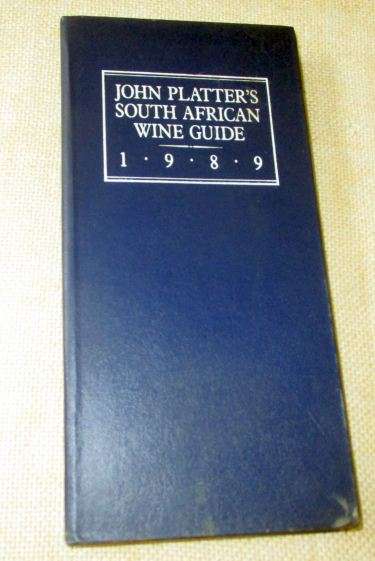 JOHN PLATTER'S
SOUTH AFRICAN
WINE GUIDE
1 · 9 · 8 · 9